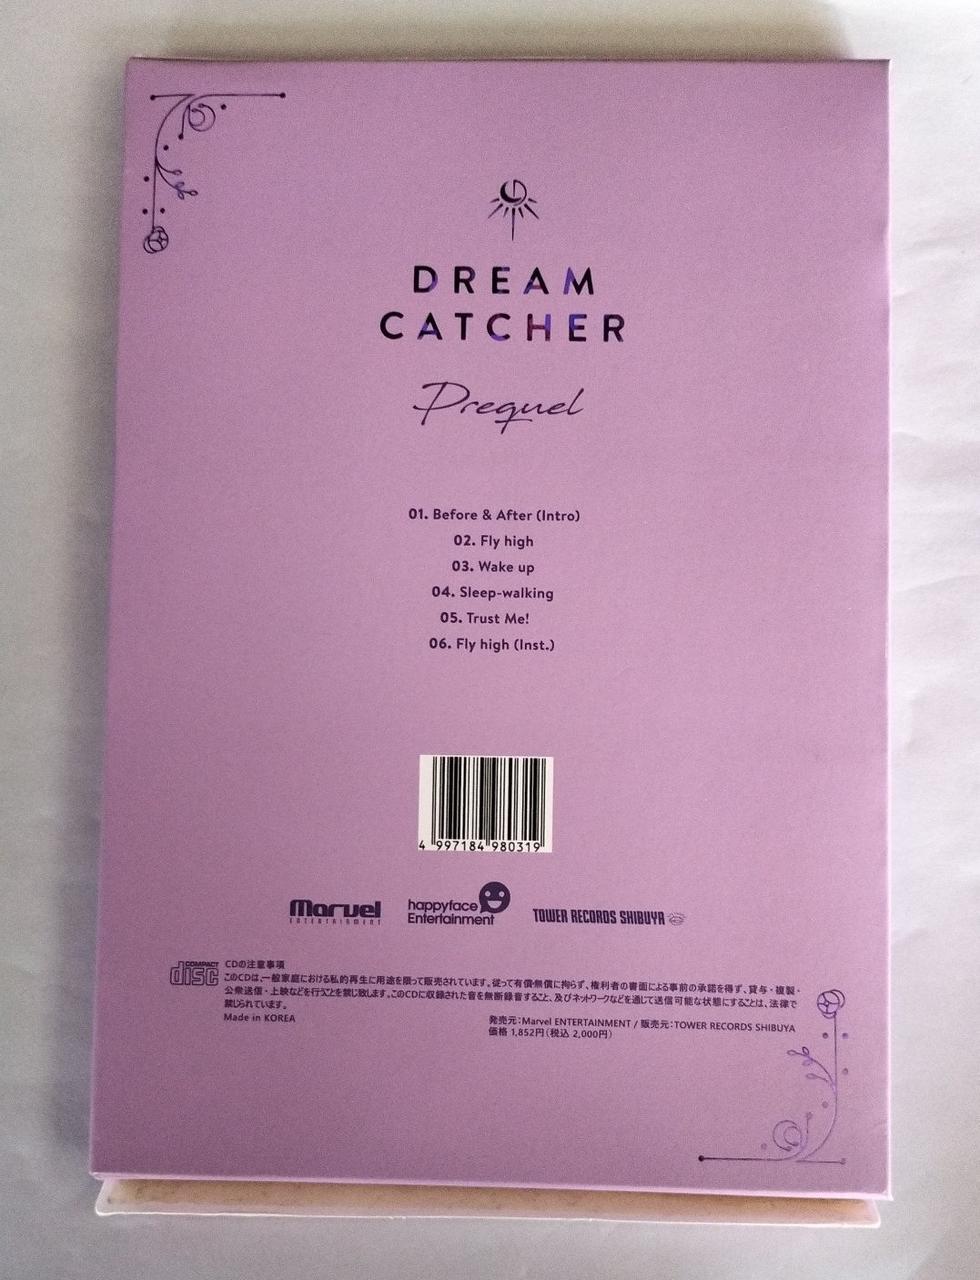 DREAM
CATCHER
Prequel
01. Before & After (Intro)
02. Fly high
03. Wake up
04. Sleep-walking
05. Trust Me!
06. Fly high (Inst.)
4 997184 980319
Marvel
ENTERTAINMENT
happyface
Entertainment
TOWER RECORDS SHIBUYA
COMPACT
disc
CDの注意事項
このCDは、一般家庭における私的再生に用途を限って販売されています。従って有償・無償に拘らず、権利者の書面による事前の承諾を得ず、貸与・複製・
公衆送信・上映などを行うことを禁じ致します。このCDに収録された音を無断録音すること、及びネットワークなどを通じて送信可能な状態にすることは、法律で
禁じられています。
Made in KOREA
発売元:Marvel ENTERTAINMENT / 販売元:TOWER RECORDS SHIBUYA
価格 1,852円(税込 2,000円)